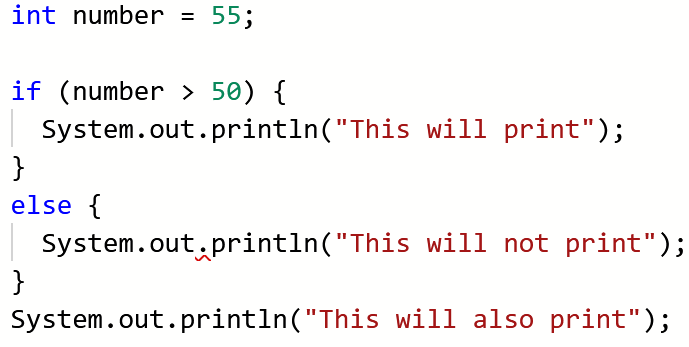 int number = 55;
if (number > 50) {
System.out.println("This will print");
}
else {
System.out.println("This will not print");
}
System.out.println("This will also print");